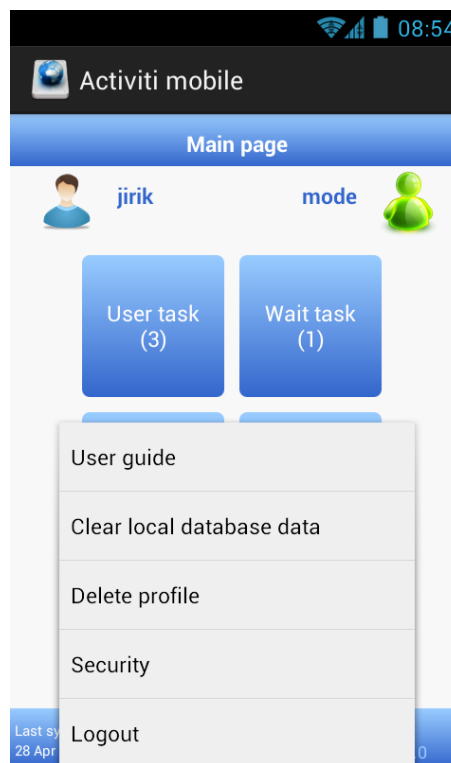 08:54
Activiti mobile
Main page
jirik mode
User task
(3)
Wait task
(1)
User guide
Clear local database data
Delete profile
Security
Logout
Last sy
28 Apr
0